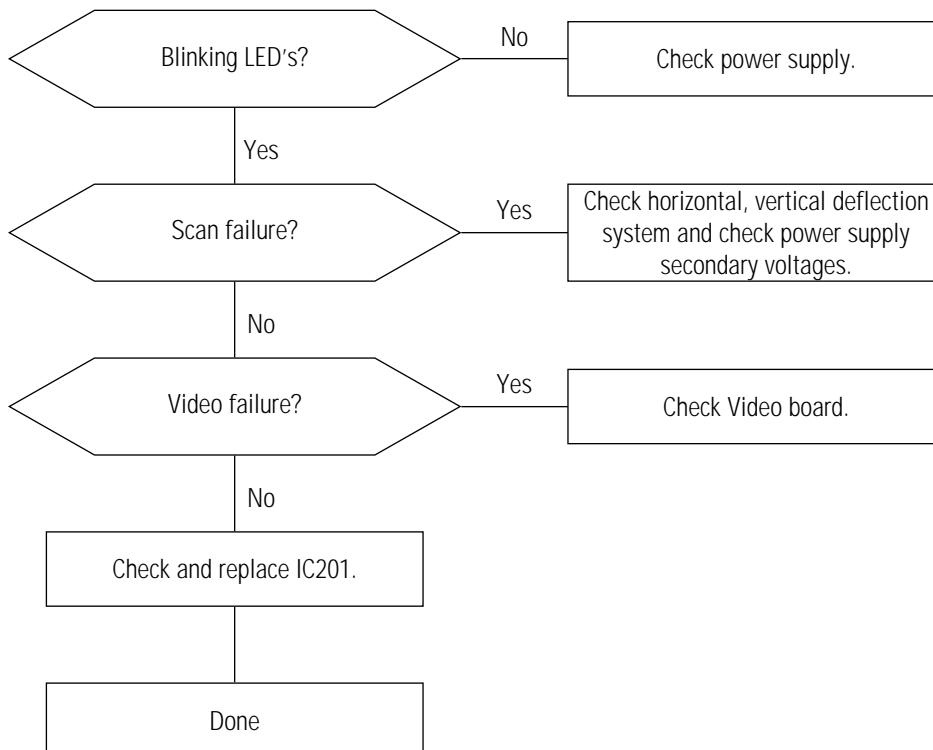 Blinking LED's?
No
Check power supply.
Yes
Scan failure?
Yes
Check horizontal, vertical deflection
system and check power supply
secondary voltages.
No
Video failure?
Yes
Check Video board.
No
Check and replace IC201.
Done